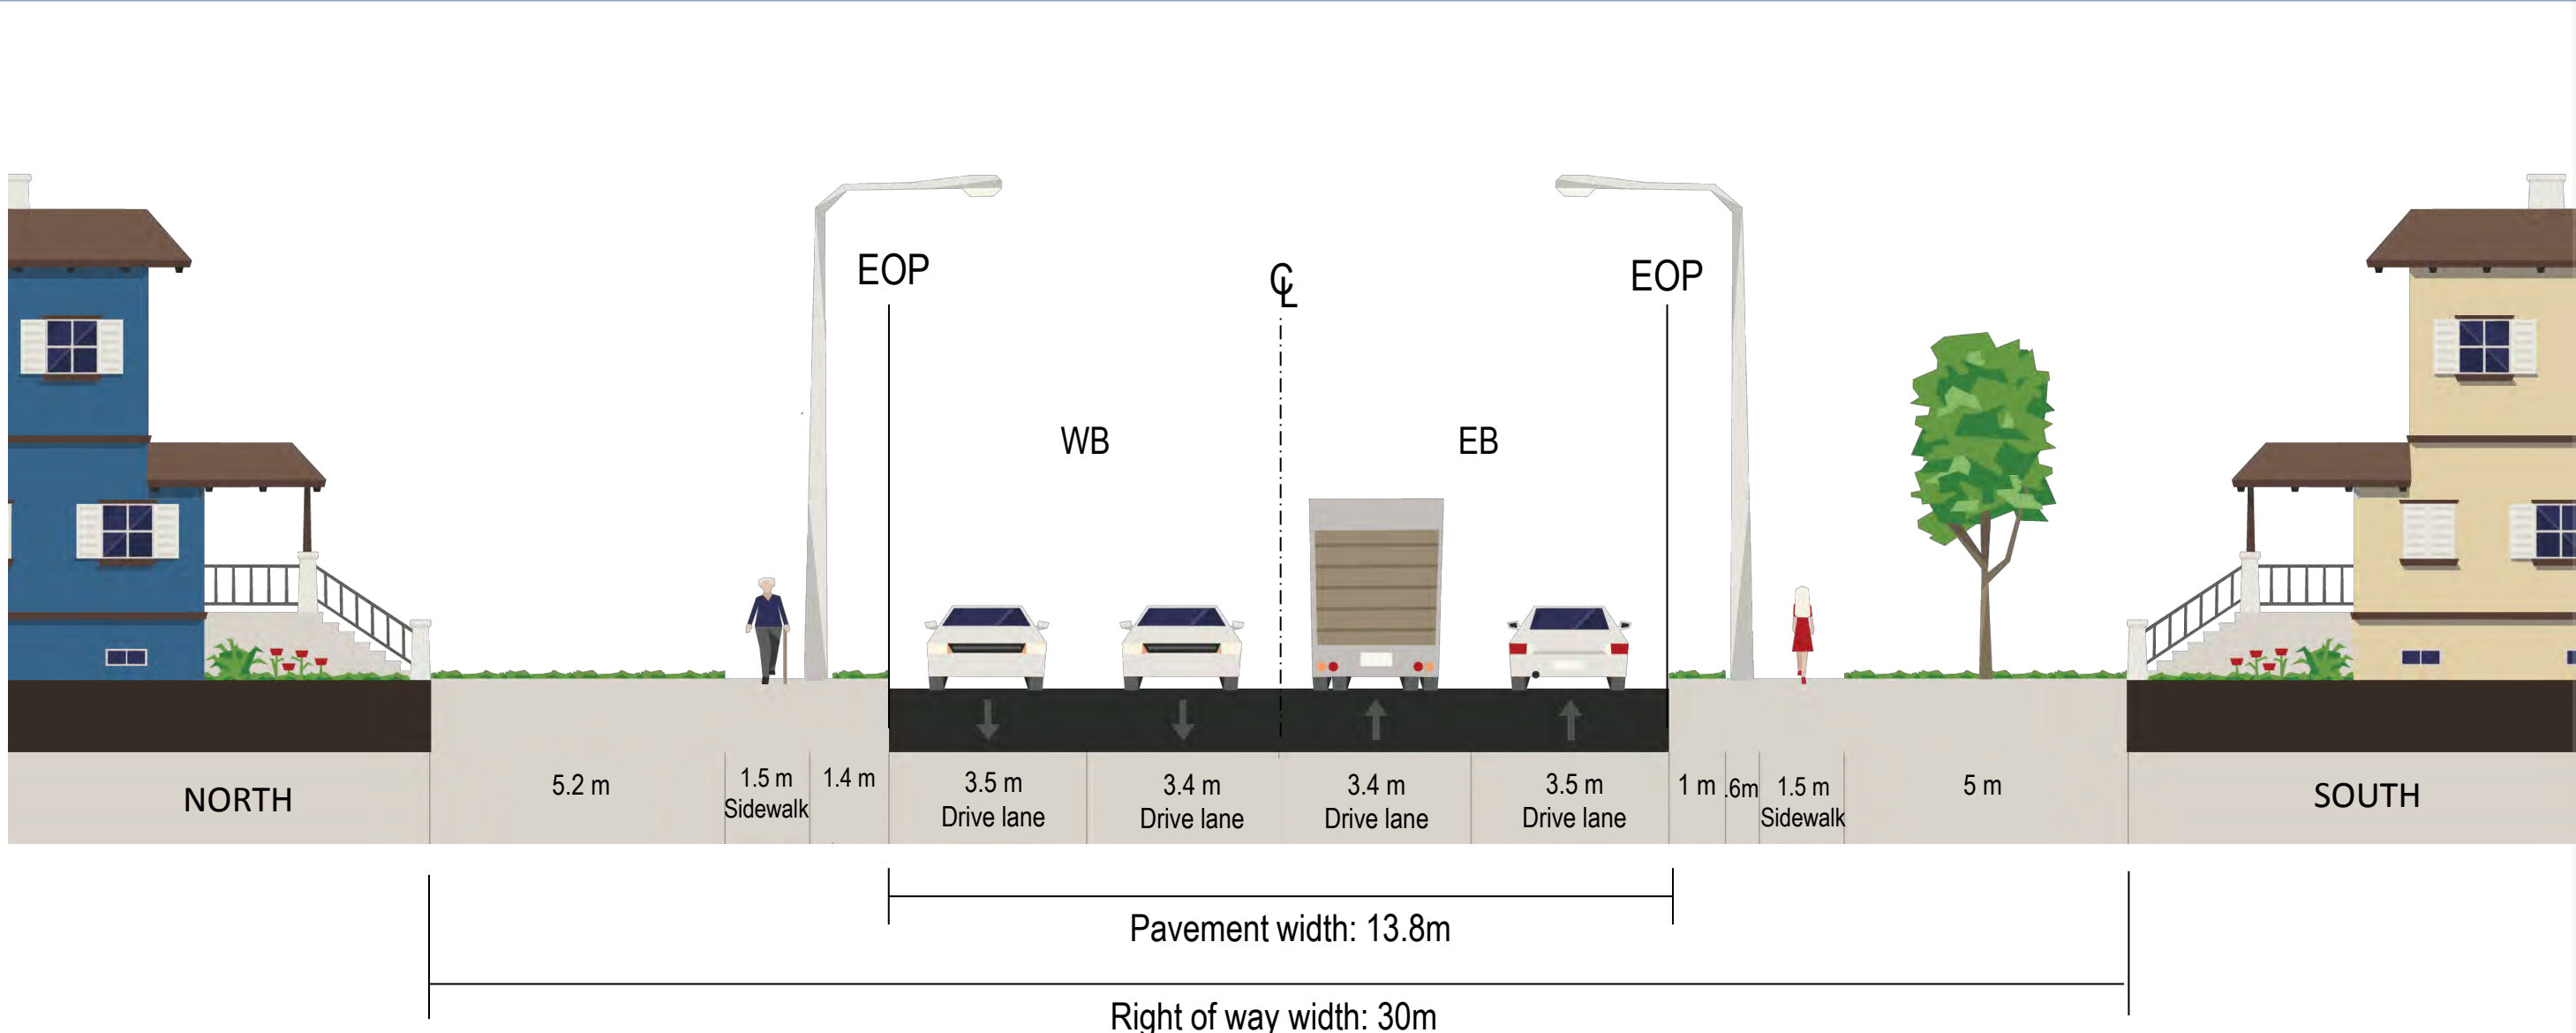 EOP
℄
EOP
WB
EB
NORTH
5.2 m
1.5 m
Sidewalk
1.4 m
3.5 m
Drive lane
3.4 m
Drive lane
3.4 m
Drive lane
3.5 m
Drive lane
1 m
.6m
1.5 m
Sidewalk
5 m
SOUTH
Pavement width: 13.8m
Right of way width: 30m